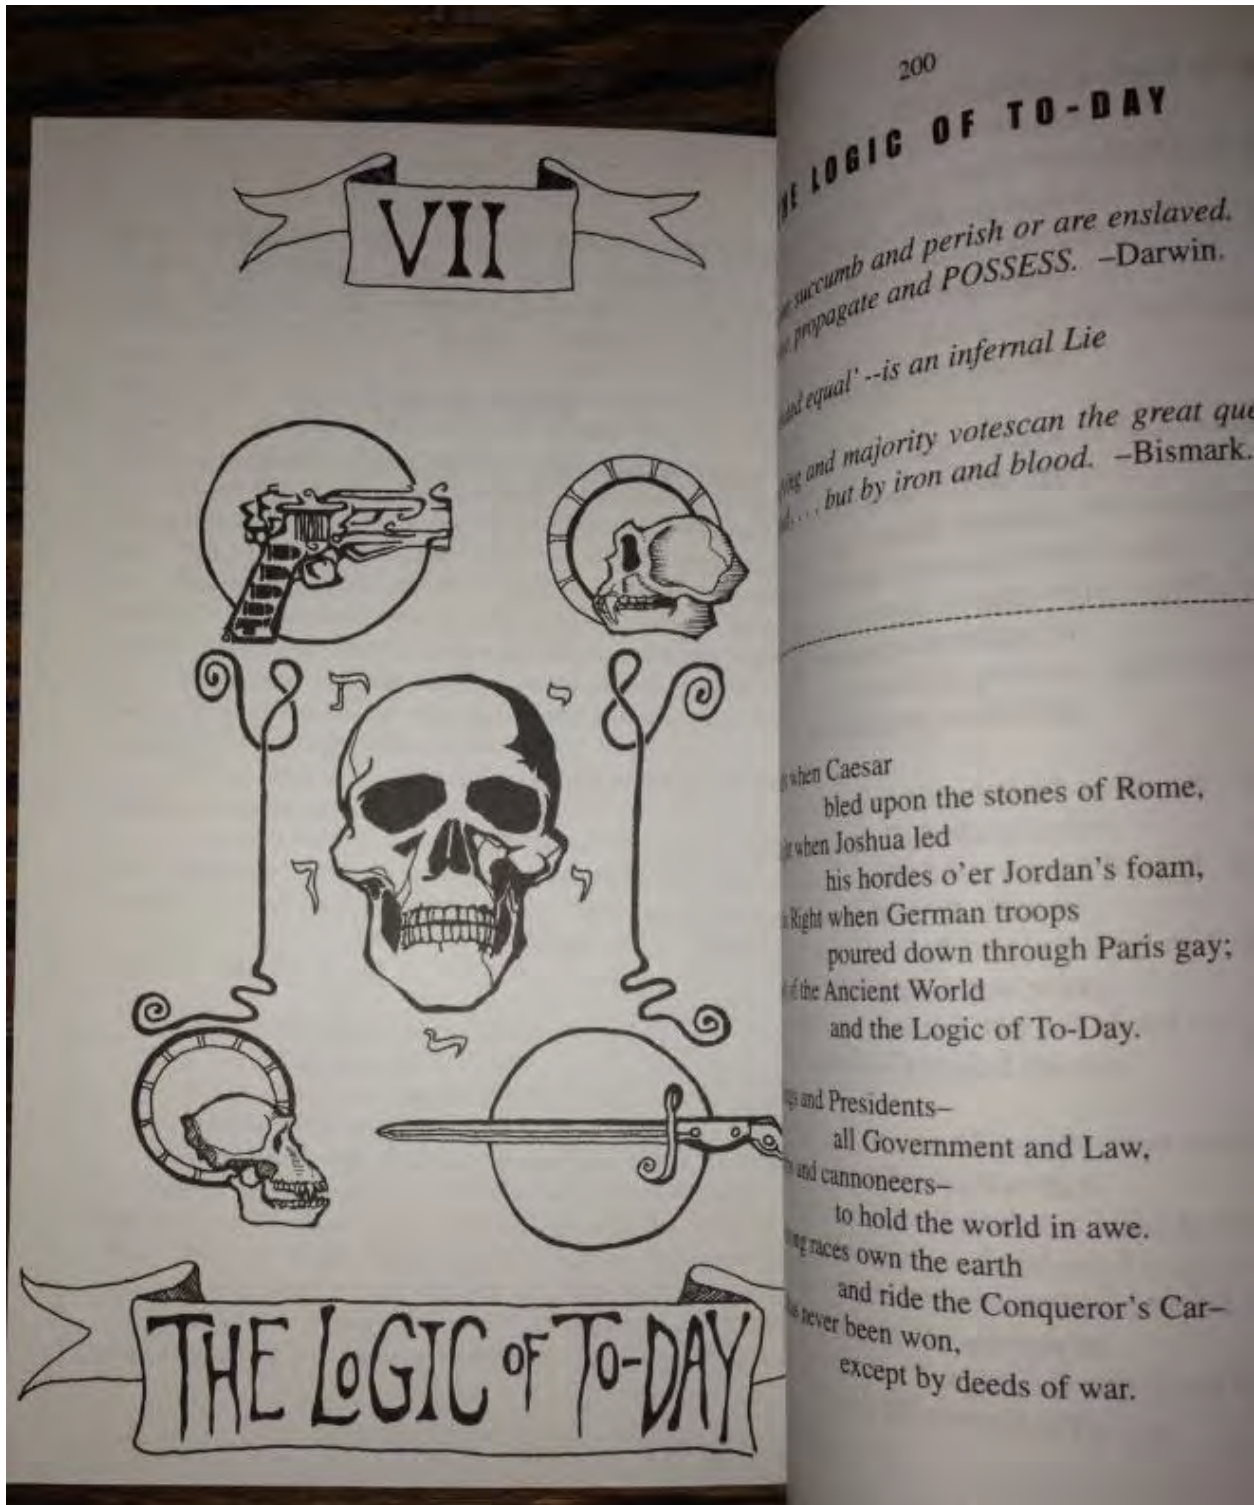 VII
ת י
ן ו
ל
THE LOGIC OF TO-DAY
200
LOGIC OF TO-DAY
succumb and perish or are enslaved.
propagate and POSSESS. –Darwin.
equal' --is an infernal Lie
and majority votescan the great
.... but by iron and blood. –Bismark.
when Caesar
bled upon the stones of Rome,
when Joshua led
his hordes o'er Jordan's foam,
Right when German troops
poured down through Paris gay;
of the Ancient World
and the Logic of To-Day.
and Presidents–
all Government and Law,
and cannoneers–
to hold the world in awe.
races own the earth
and ride the Conqueror's Car–
never been won,
except by deeds of war.